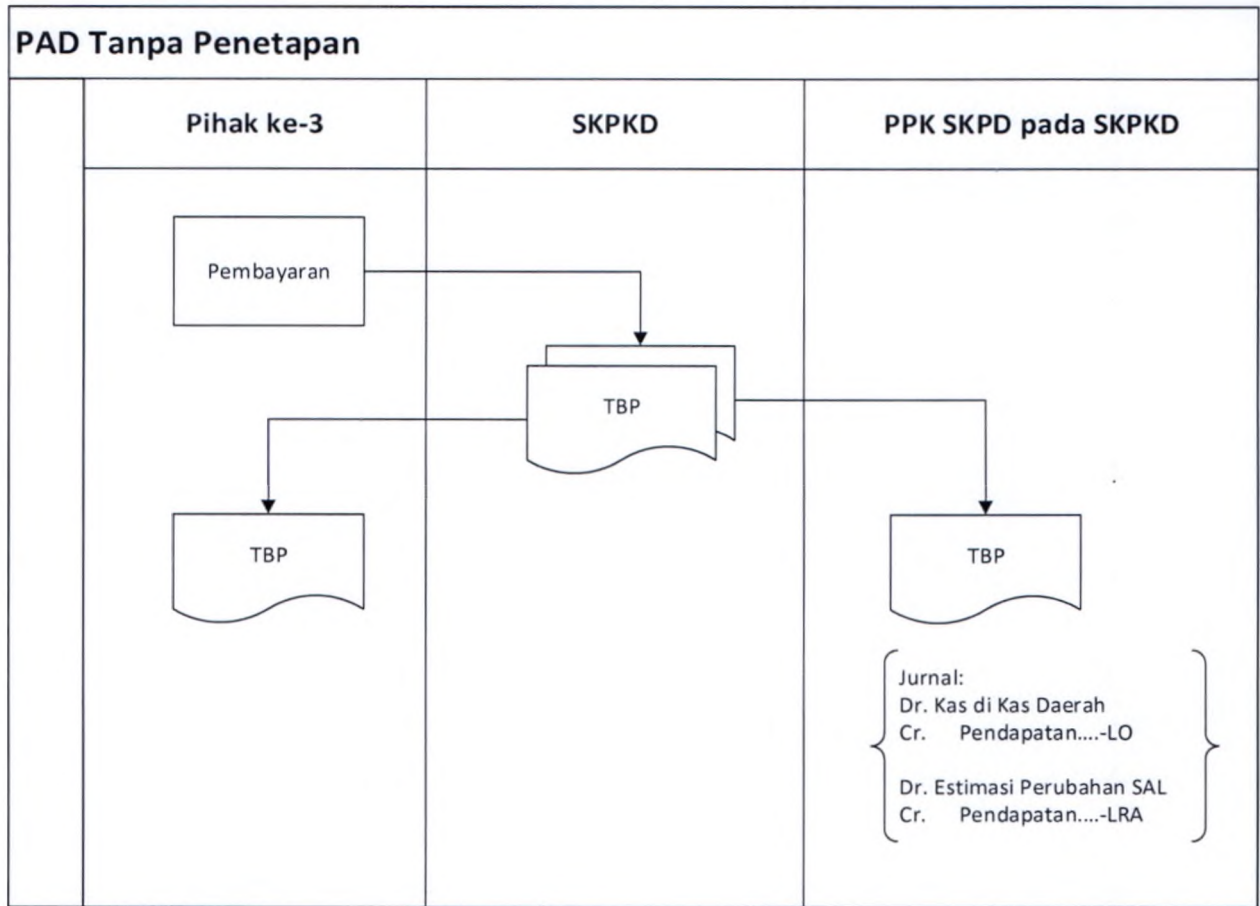 PAD Tanpa Penetapan
Pihak ke-3
SKPKD
PPK SKPD pada SKPKD
Pembayaran
TBP
TBP
TBP
Jurnal:
Dr. Kas di Kas Daerah
Cr. Pendapatan....-LO
Dr. Estimasi Perubahan SAL
Cr. Pendapatan....-LRA